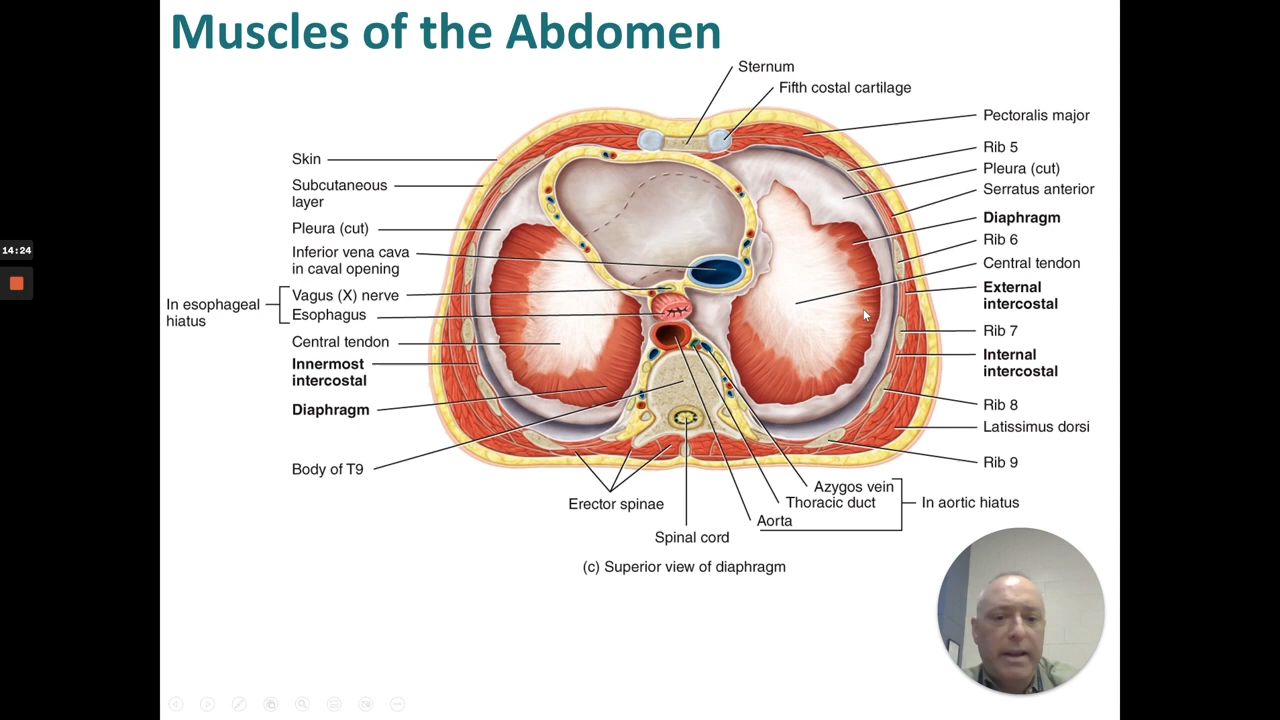 Muscles of the Abdomen
Sternum
Fifth costal cartilage
Pectoralis major
Rib 5
Pleura (cut)
Serratus anterior
Diaphragm
Rib 6
Central tendon
External
intercostal
Rib 7
Internal
intercostal
Rib 8
Latissimus dorsi
Rib 9
Skin
Subcutaneous
layer
Pleura (cut)
Inferior vena cava
in caval opening
In esophageal
hiatus
Vagus (X) nerve
Esophagus
Central tendon
Innermost
intercostal
Diaphragm
Body of T9
Erector spinae
Spinal cord
Azygos vein
Thoracic duct
Aorta
In aortic hiatus
(c) Superior view of diaphragm
14:24